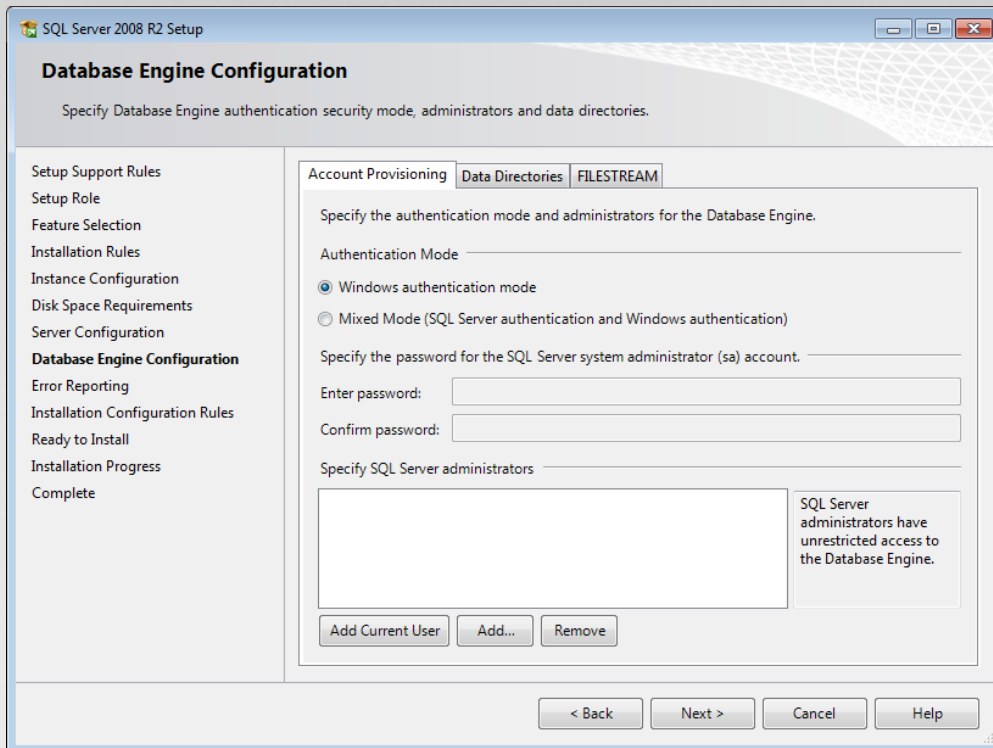 SQL Server 2008 R2 Setup
Database Engine Configuration
Specify Database Engine authentication security mode, administrators and data directories.
Setup Support Rules
Setup Role
Feature Selection
Installation Rules
Instance Configuration
Disk Space Requirements
Server Configuration
Database Engine Configuration
Error Reporting
Installation Configuration Rules
Ready to Install
Installation Progress
Complete
Account Provisioning Data Directories FILESTREAM
Specify the authentication mode and administrators for the Database Engine.
Authentication Mode
Windows authentication mode
Mixed Mode (SQL Server authentication and Windows authentication)
Specify the password for the SQL Server system administrator (sa) account.
Enter password:
Confirm password:
Specify SQL Server administrators
SQL Server
administrators have
unrestricted access to
the Database Engine.
Add Current User Add... Remove
< Back Next > Cancel Help